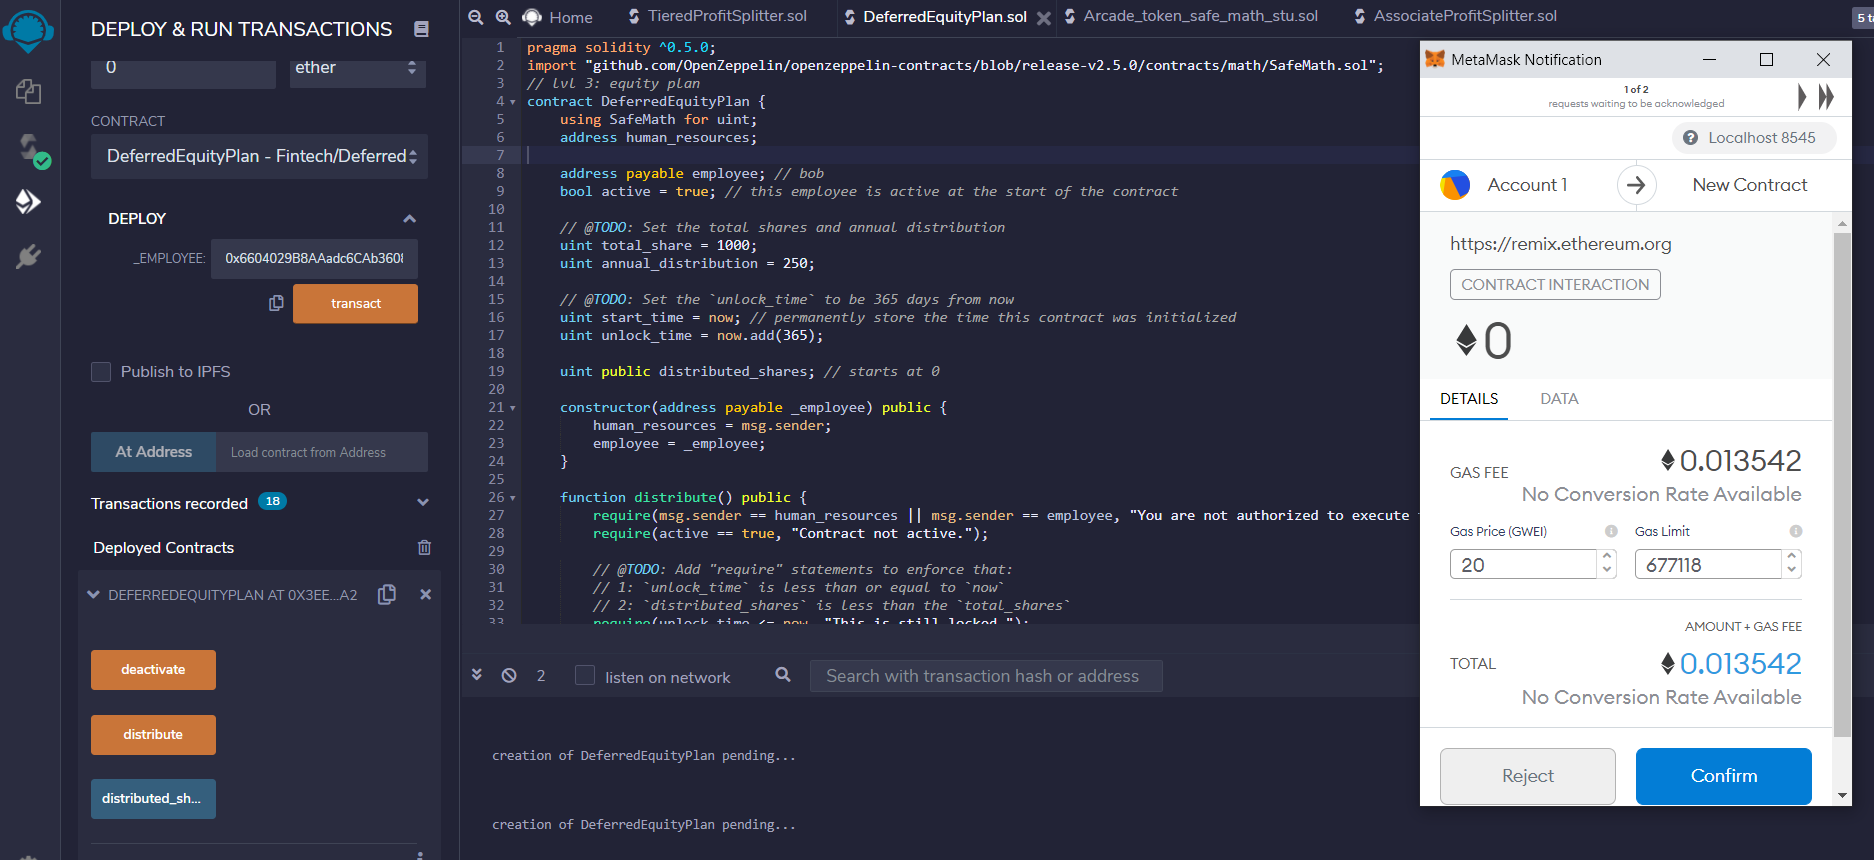 DEPLOY & RUN TRANSACTIONS
0
ether
CONTRACT
DeferredEquityPlan - Fintech/Deferred
DEPLOY
_EMPLOYEE:
0x6604029B8AAadc6CAb3608
transact
Publish to IPFS
OR
At Address
Load contract from Address
Transactions recorded 18
Deployed Contracts
DEFERREDEQUITYPLAN AT 0X3EE...A2
deactivate
distribute
distributed_sh...
Home
TieredProfitSplitter.sol
DeferredEquityPlan.sol
Arcade_token_safe_math_stu.sol
AssociateProfitSplitter.sol
5 ta
1 pragma solidity ^0.5.0;
2 import "github.com/OpenZeppelin/openzeppelin-contracts/blob/release-v2.5.0/contracts/math/SafeMath.sol";
3 // lvl 3: equity plan
4 contract DeferredEquityPlan {
5 using SafeMath for uint;
6 address human_resources;
7
8 address payable employee; // bob
9 bool active = true; // this employee is active at the start of the contract
10
11 // @TODO: Set the total shares and annual distribution
12 uint total_share = 1000;
13 uint annual_distribution = 250;
14
15 // @TODO: Set the `unlock_time` to be 365 days from now
16 uint start_time = now; // permanently store the time this contract was initialized
17 uint unlock_time = now.add(365);
18
19 uint public distributed_shares; // starts at 0
20
21 constructor(address payable _employee) public {
22 human_resources = msg.sender;
23 employee = _employee;
24 }
25
26 function distribute() public {
27 require(msg.sender == human_resources || msg.sender == employee, "You are not authorized to execute
28 require(active == true, "Contract not active.");
29
30 // @TODO: Add "require" statements to enforce that:
31 // 1: `unlock_time` is less than or equal to `now`
32 // 2: `distributed_shares` is less than the `total_shares`
33 require(unlock_time <= now, "This is still locked.");
2
listen on network
Search with transaction hash or address
creation of DeferredEquityPlan pending...
creation of DeferredEquityPlan pending...
MetaMask Notification
1 of 2
requests waiting to be acknowledged
Localhost 8545
Account 1
New Contract
https://remix.ethereum.org
CONTRACT INTERACTION
0
DETAILS
DATA
GAS FEE
0.013542
No Conversion Rate Available
Gas Price (GWEI)
Gas Limit
20
677118
AMOUNT + GAS FEE
TOTAL
0.013542
No Conversion Rate Available
Reject
Confirm